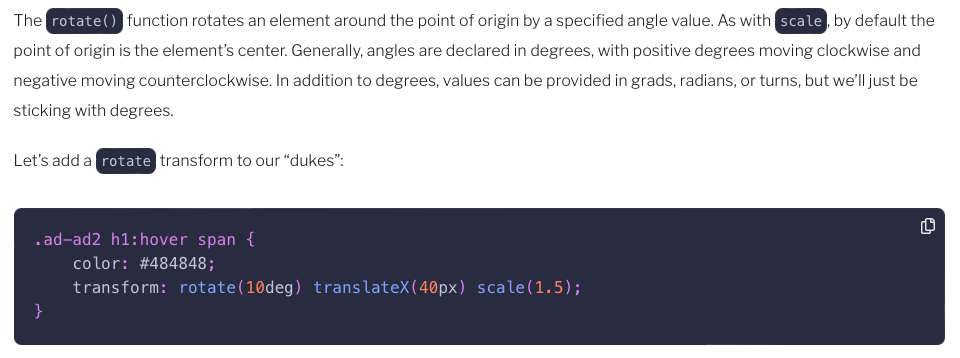 The rotate() function rotates an element around the point of origin by a specified angle value. As with scale, by default the
point of origin is the element’s center. Generally, angles are declared in degrees, with positive degrees moving clockwise and
negative moving counterclockwise. In addition to degrees, values can be provided in grads, radians, or turns, but we’ll just be
sticking with degrees.
Let’s add a rotate transform to our “dukes”:
.ad-ad2 h1:hover span {
    color: #484848;
    transform: rotate(10deg) translateX(40px) scale(1.5);
}